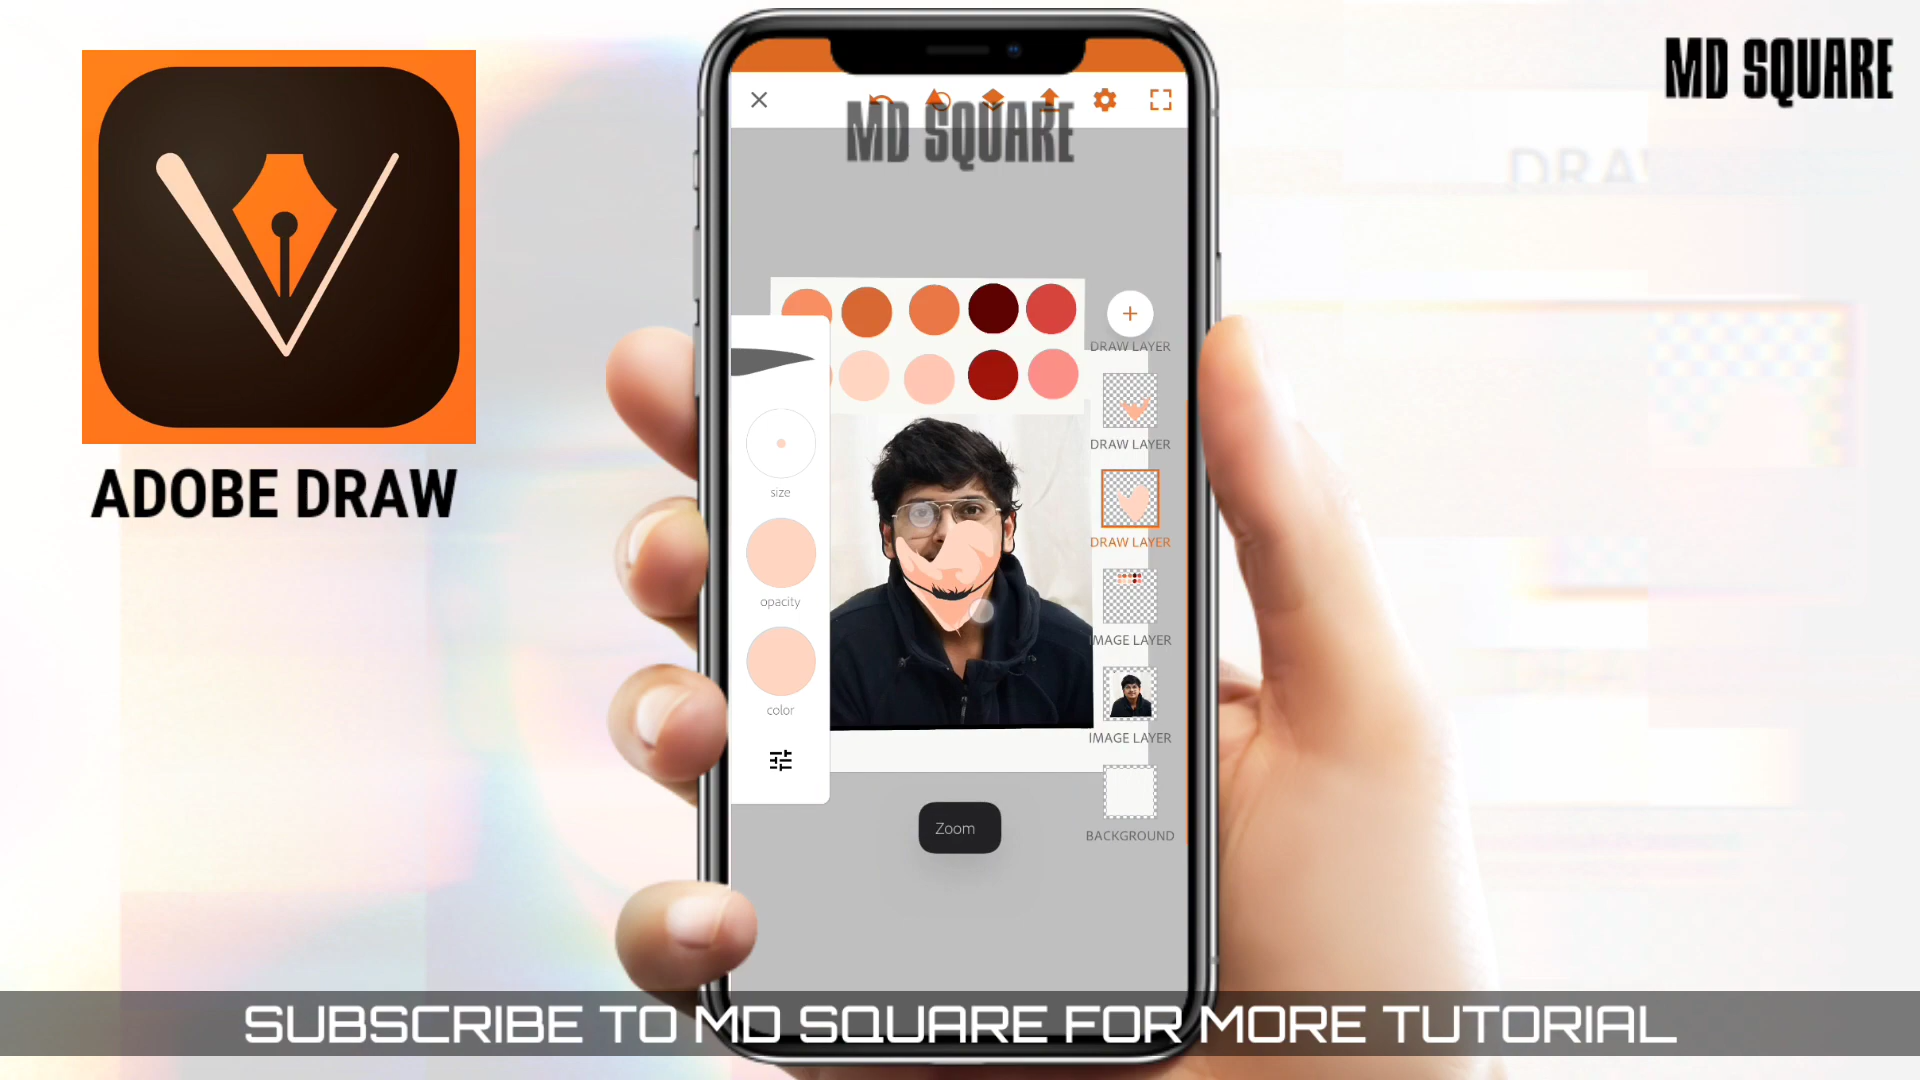 MD SQUARE
DRA
MD SQUARE
DRAW LAYER
DRAW LAYER
size
ADOBE DRAW
DRAW LAYER
opacity
IMAGE LAYER
color
IMAGE LAYER
Zoom
BACKGROUND
SUBSCRIBE TO MD SQUARE FOR MORE TUTORIAL